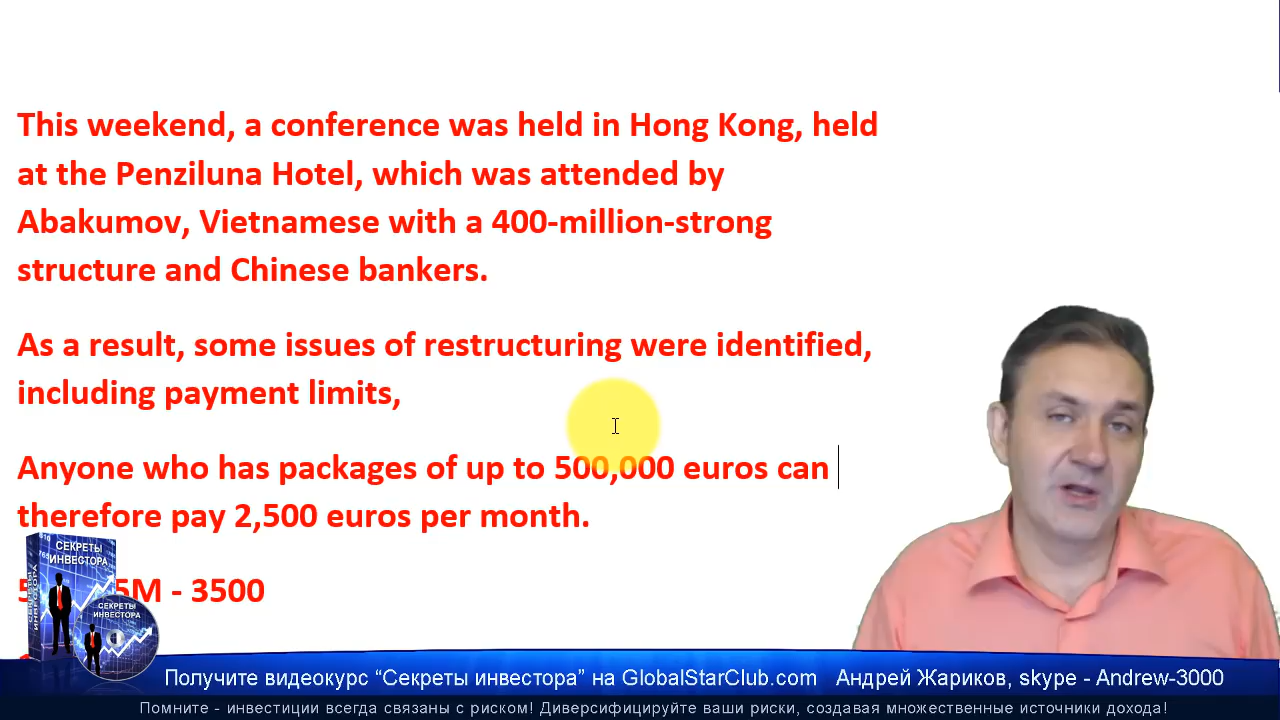 This weekend, a conference was held in Hong Kong, held
at the Penziluna Hotel, which was attended by
Abakumov, Vietnamese with a 400-million-strong
structure and Chinese bankers.
As a result, some issues of restructuring were identified,
including payment limits,
Anyone who has packages of up to 500,000 euros can
therefore pay 2,500 euros per month.
5M - 3500
СЕКРЕТЫ
ИНВЕСТОРА
СЕКРЕТЫ
ИНВЕСТОРА
Получите видеокурс “Секреты инвестора” на GlobalStarClub.com Андрей Жариков, skype - Andrew-3000
Помните - инвестиции всегда связаны с риском! Диверсифицируйте ваши риски, создавая множественные источники дохода!